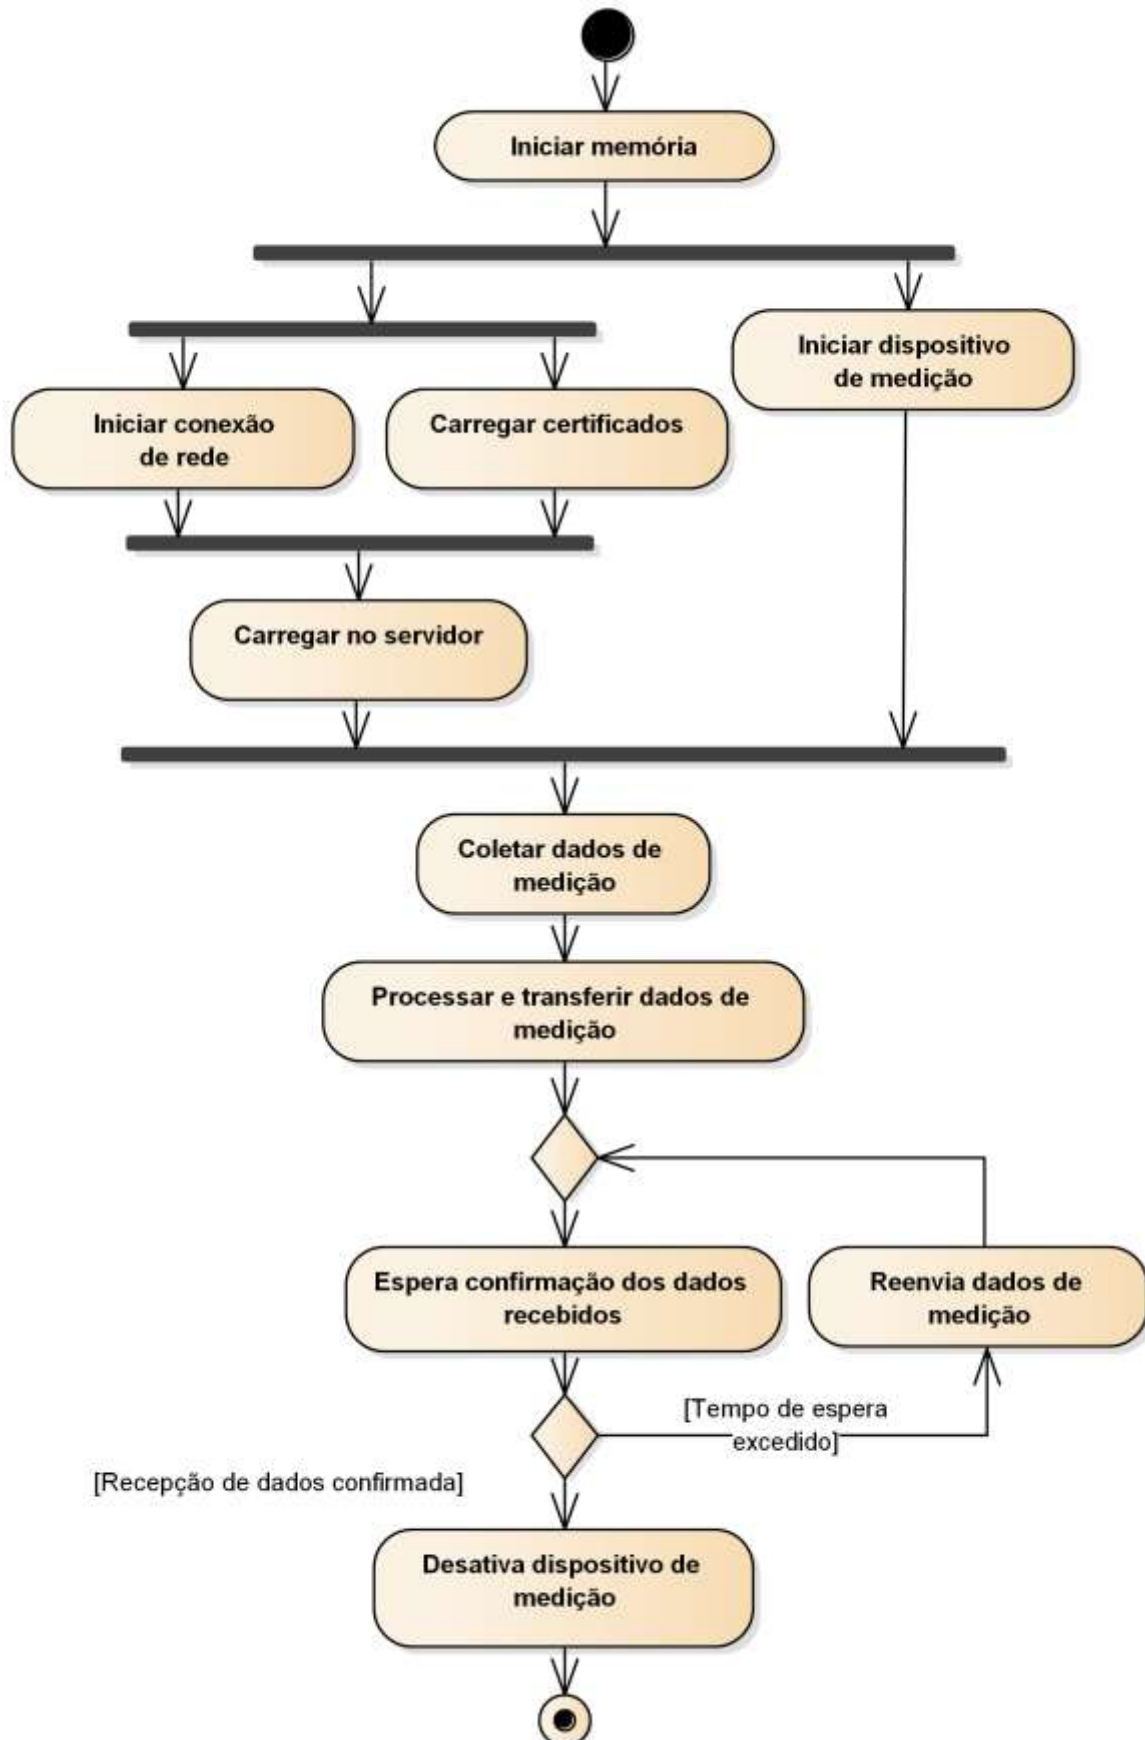 Iniciar memória
Iniciar dispositivo
de medição
Iniciar conexão
de rede
Carregar certificados
Carregar no servidor
Coletar dados de
medição
Processar e transferir dados de
medição
Espera confirmação dos dados
recebidos
Reenvia dados de
medição
[Tempo de espera
excedido]
[Recepção de dados confirmada]
Desativa dispositivo de
medição